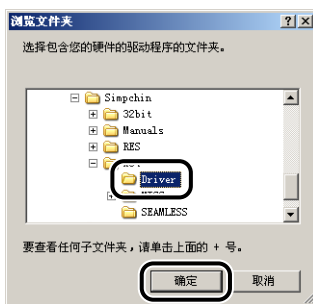 浏览文件夹
选择包含您的硬件的驱动程序的文件夹。
Simpchin
32bit
Manuals
RES
Driver
SEAMLESS
要查看任何子文件夹，请单击上面的 + 号。
确定 取消